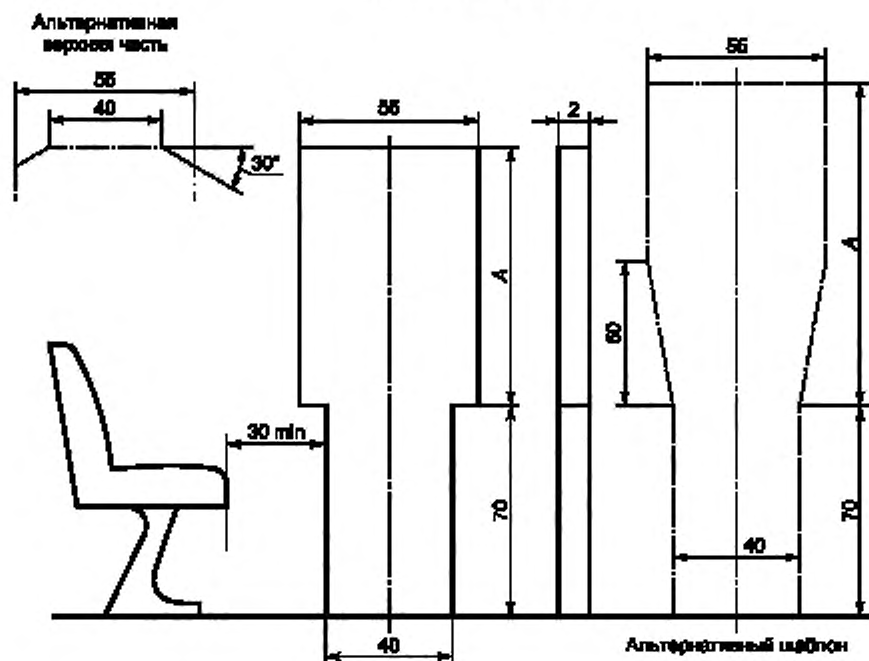 Альтернативная
верхняя часть
55
40
30°
55
2
55
A
A
60
30 min
70
70
40
40
Альтернативный шаблон